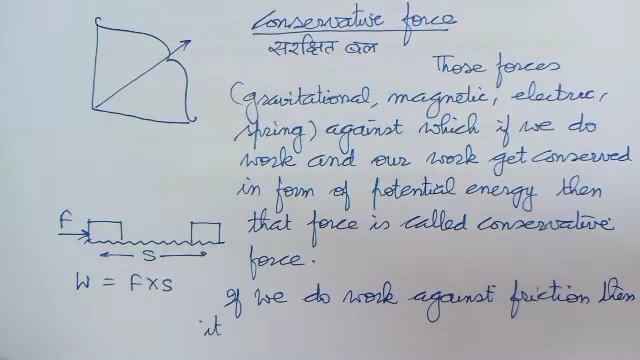 Conservative force
सरक्षित बल
Those forces
(gravitational, magnetic, electric,
spring) against which if we do
work and our work get conserved
in form of potential energy then
that force is called conservative
force.
F
S
W = F×S
If we do work against friction then
it